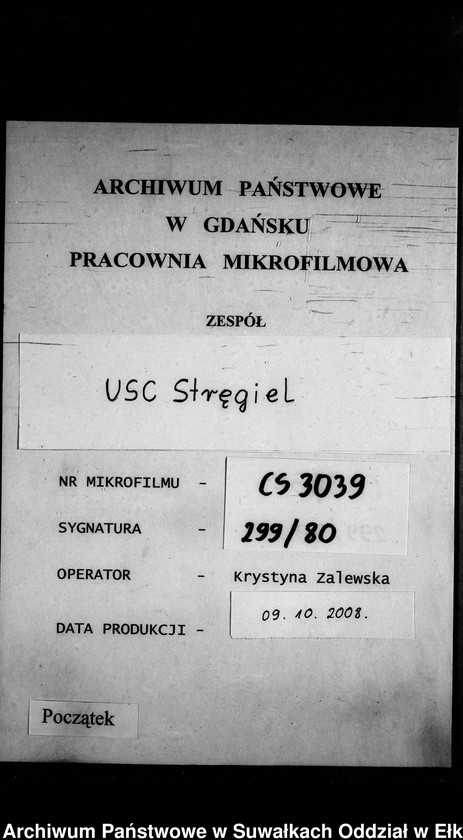 ARCHIWUM PAŃSTWOWE
W GDAŃSKU
PRACOWNIA MIKROFILMOWA
ZESPÓŁ
USC Stręgiel
NR MIKROFILMU - CS 3039
SYGNATURA - 299/80
OPERATOR - Krystyna Zalewska
DATA PRODUKCJI - 09. 10. 2008.
Początek
Archiwum Państwowe w Suwałkach Oddział w Ełk